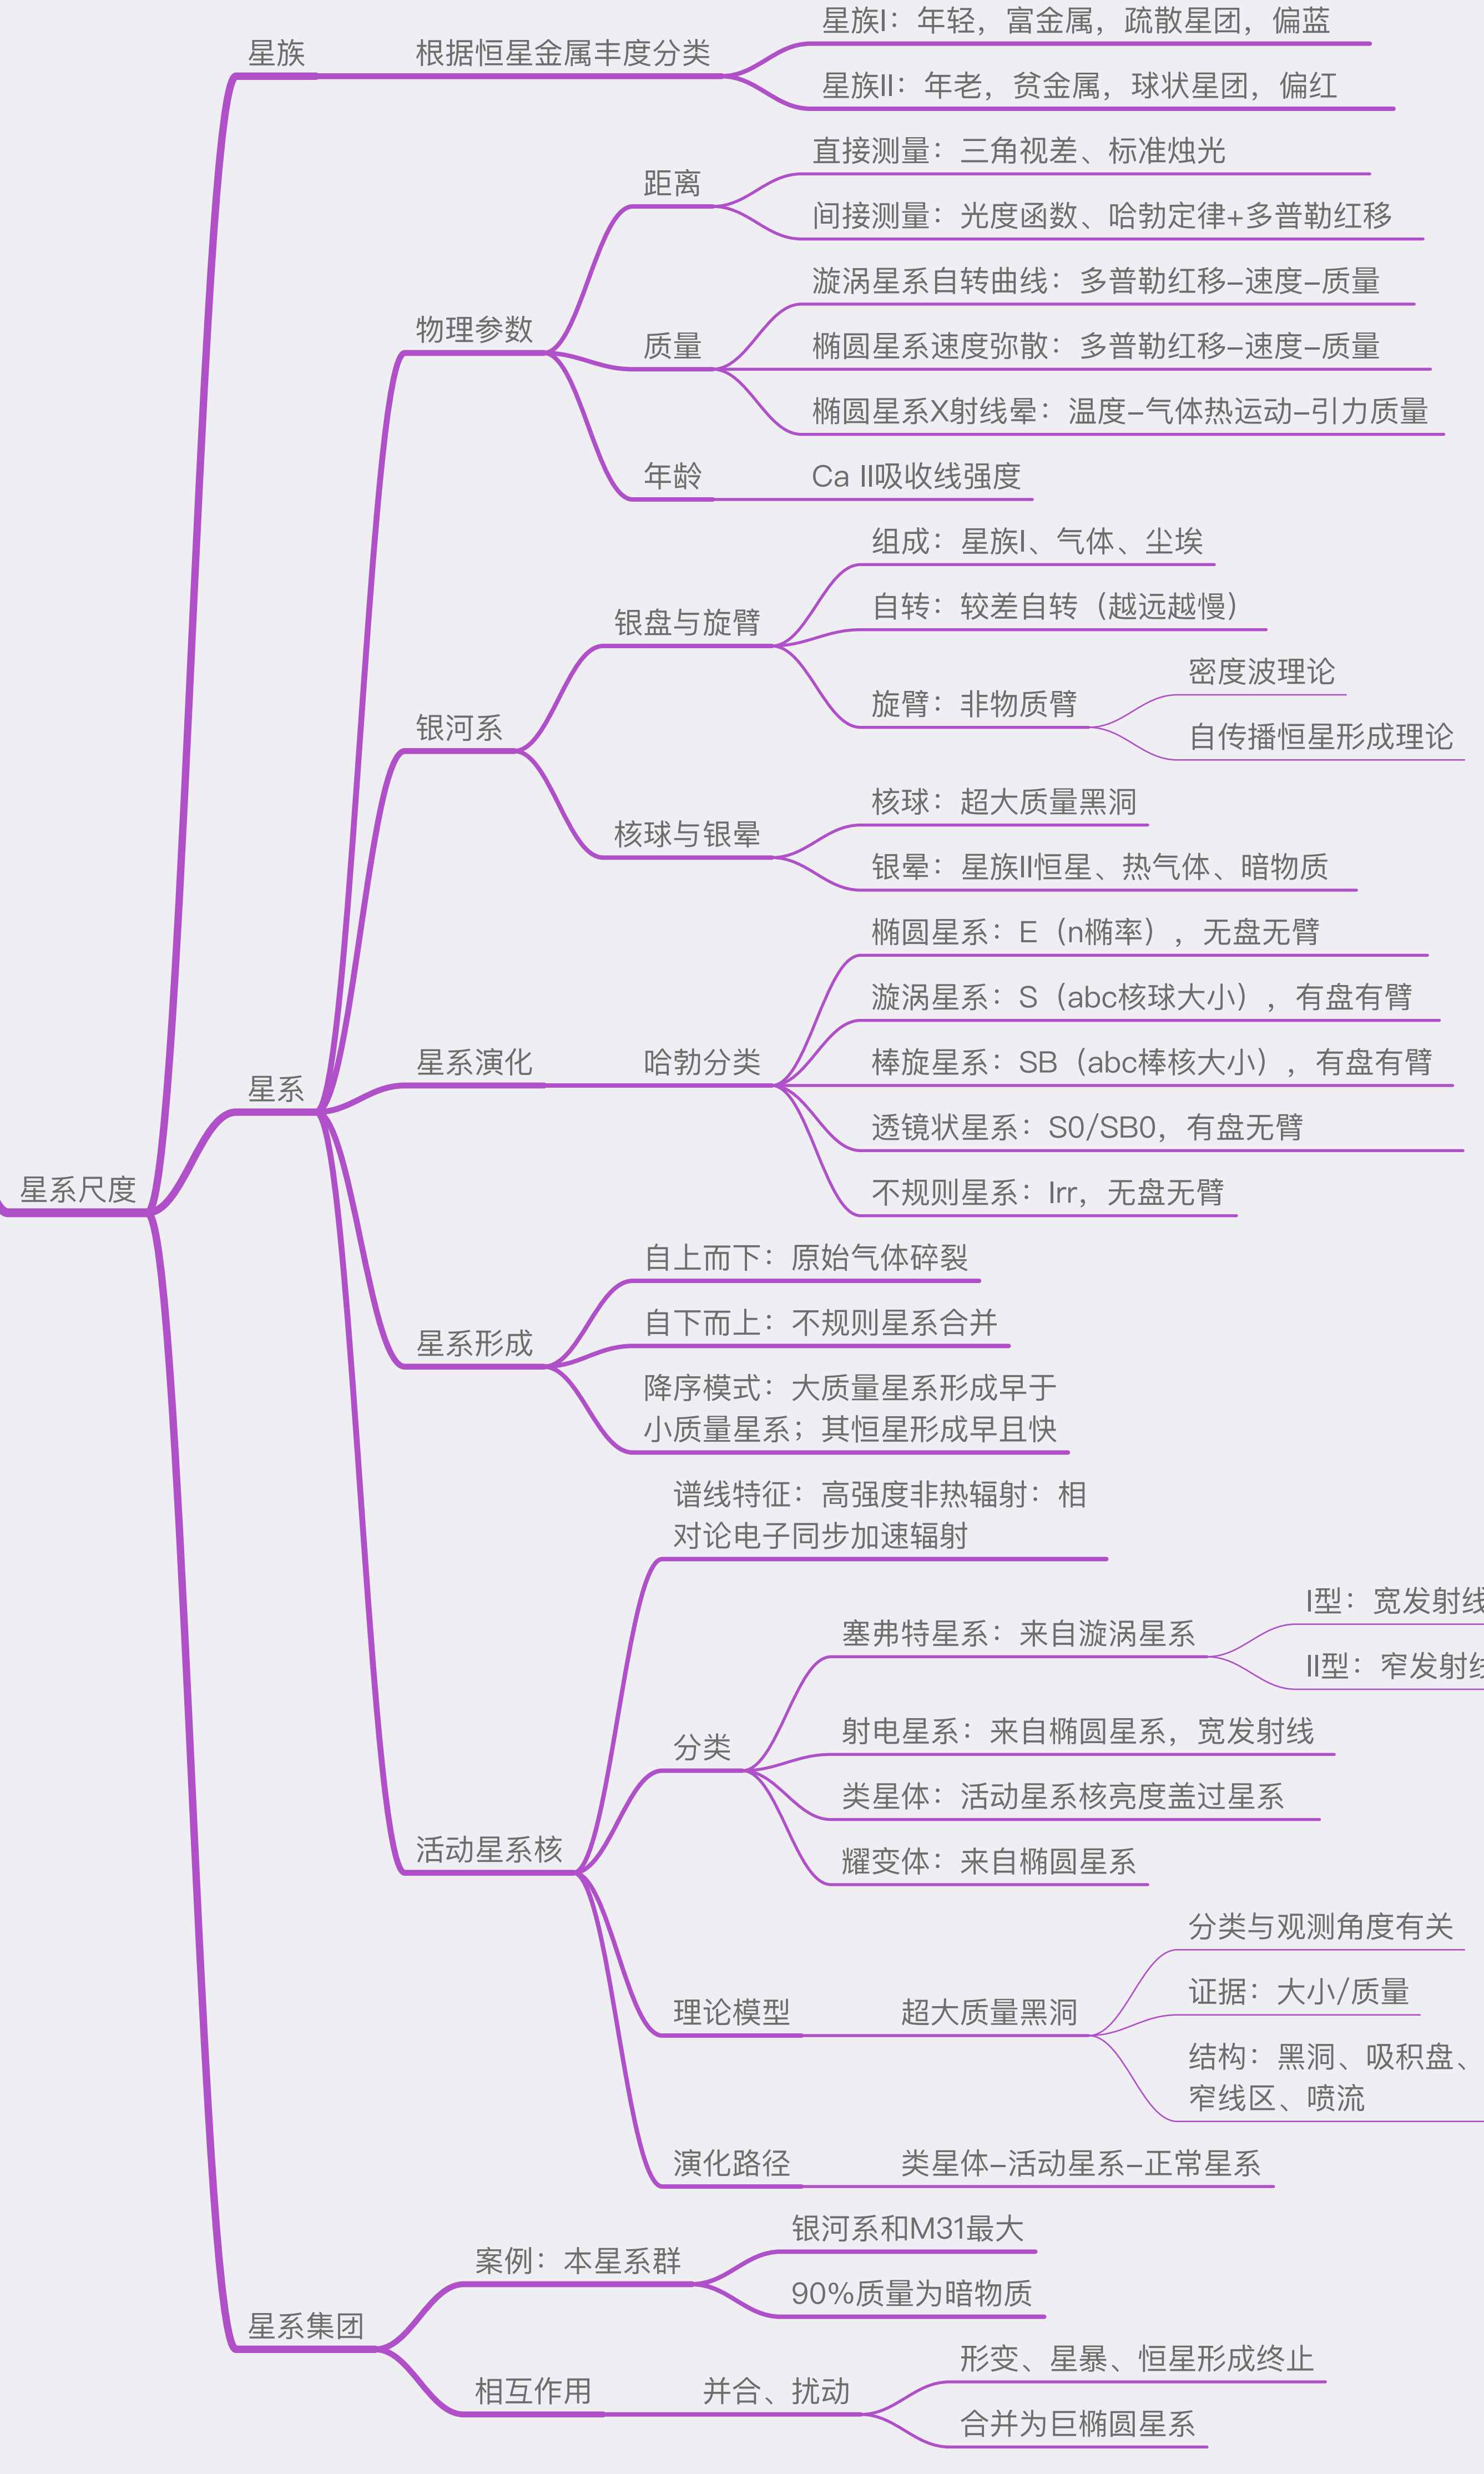 星族
根据恒星金属丰度分类
星族I：年轻，富金属，疏散星团，偏蓝
星族II：年老，贫金属，球状星团，偏红
物理参数
距离
直接测量：三角视差、标准烛光
间接测量：光度函数、哈勃定律+多普勒红移
质量
漩涡星系自转曲线：多普勒红移-速度-质量
椭圆星系速度弥散：多普勒红移-速度-质量
椭圆星系X射线晕：温度-气体热运动-引力质量
年龄
Ca II吸收线强度
银河系
银盘与旋臂
组成：星族I、气体、尘埃
自转：较差自转（越远越慢）
旋臂：非物质臂
密度波理论
自传播恒星形成理论
核球与银晕
核球：超大质量黑洞
银晕：星族II恒星、热气体、暗物质
星系
星系演化
哈勃分类
椭圆星系：E（n椭率），无盘无臂
漩涡星系：S（abc核球大小），有盘有臂
棒旋星系：SB（abc棒核大小），有盘有臂
透镜状星系：S0/SB0，有盘无臂
不规则星系：Irr，无盘无臂
星系尺度
星系形成
自上而下：原始气体碎裂
自下而上：不规则星系合并
降序模式：大质量星系形成早于
小质量星系；其恒星形成早且快
活动星系核
谱线特征：高强度非热辐射：相
对论电子同步加速辐射
分类
塞弗特星系：来自漩涡星系
I型：宽发射线
II型：窄发射
射电星系：来自椭圆星系，宽发射线
类星体：活动星系核亮度盖过星系
耀变体：来自椭圆星系
理论模型
超大质量黑洞
分类与观测角度有关
证据：大小/质量
结构：黑洞、吸积盘、
窄线区、喷流
演化路径
类星体-活动星系-正常星系
星系集团
案例：本星系群
银河系和M31最大
90%质量为暗物质
相互作用
并合、扰动
形变、星暴、恒星形成终止
合并为巨椭圆星系